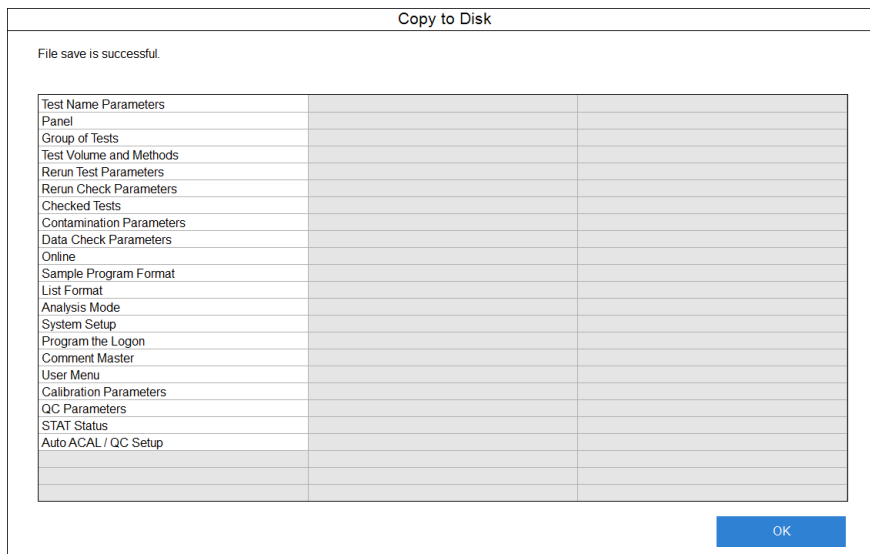 Copy to Disk
File save is successful.
Test Name Parameters
Panel
Group of Tests
Test Volume and Methods
Rerun Test Parameters
Rerun Check Parameters
Checked Tests
Contamination Parameters
Data Check Parameters
Online
Sample Program Format
List Format
Analysis Mode
System Setup
Program the Logon
Comment Master
User Menu
Calibration Parameters
QC Parameters
STAT Status
Auto ACAL / QC Setup
OK